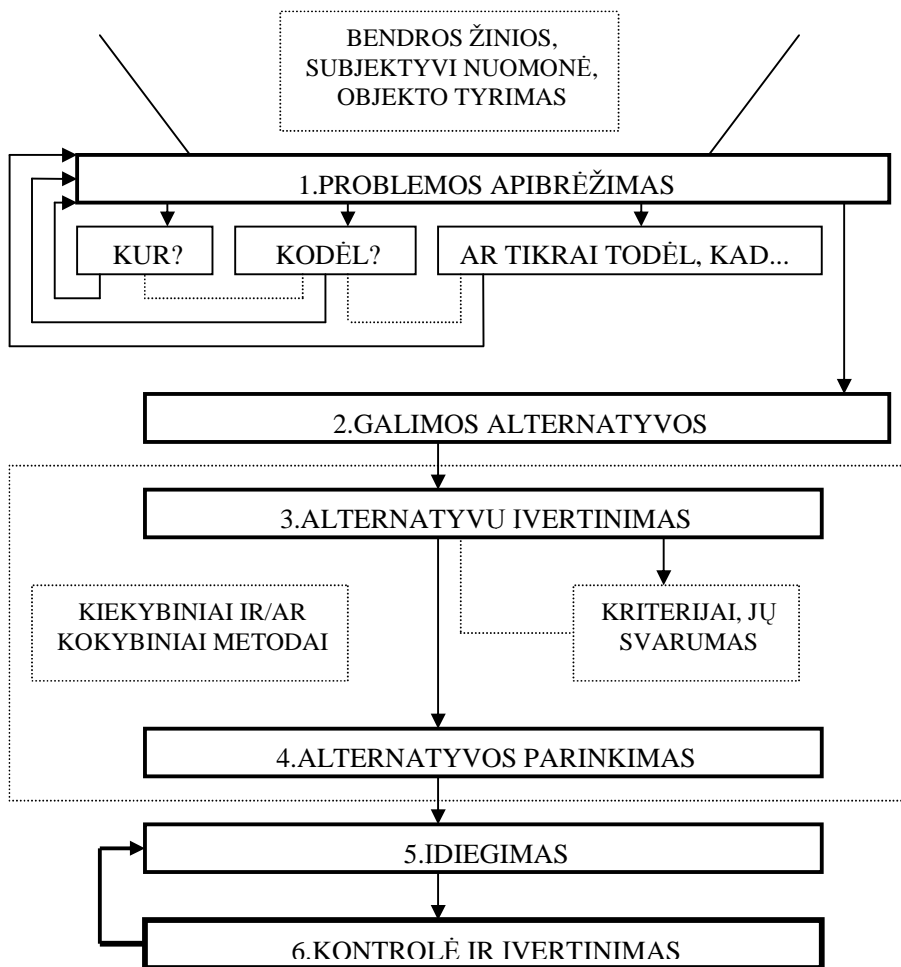 BENDROS ŽINIOS,
SUBJEKTYVI NUOMONĖ,
OBJEKTO TYRIMAS
1.PROBLEMOS APIBRĖŽIMAS
KUR?
KODĖL?
AR TIKRAI TODĖL, KAD...
2.GALIMOS ALTERNATYVOS
3.ALTERNATYVU IVERTINIMAS
KIEKYBINIAI IR/AR
KOKYBINIAI METODAI
KRITERIJAI, JŲ
SVARUMAS
4.ALTERNATYVOS PARINKIMAS
5.IDIEGIMAS
6.KONTROLĖ IR IVERTINIMAS